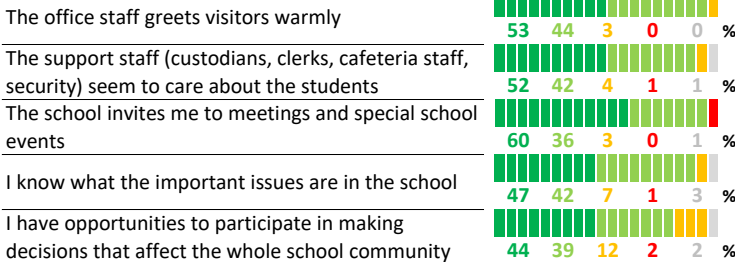 The office staff greets visitors warmly
53 44 3 0 0 %
The support staff (custodians, clerks, cafeteria staff,
security) seem to care about the students
52 42 4 1 1 %
The school invites me to meetings and special school
events
60 36 3 0 1 %
I know what the important issues are in the school
47 42 7 1 3 %
I have opportunities to participate in making
decisions that affect the whole school community
44 39 12 2 2 %